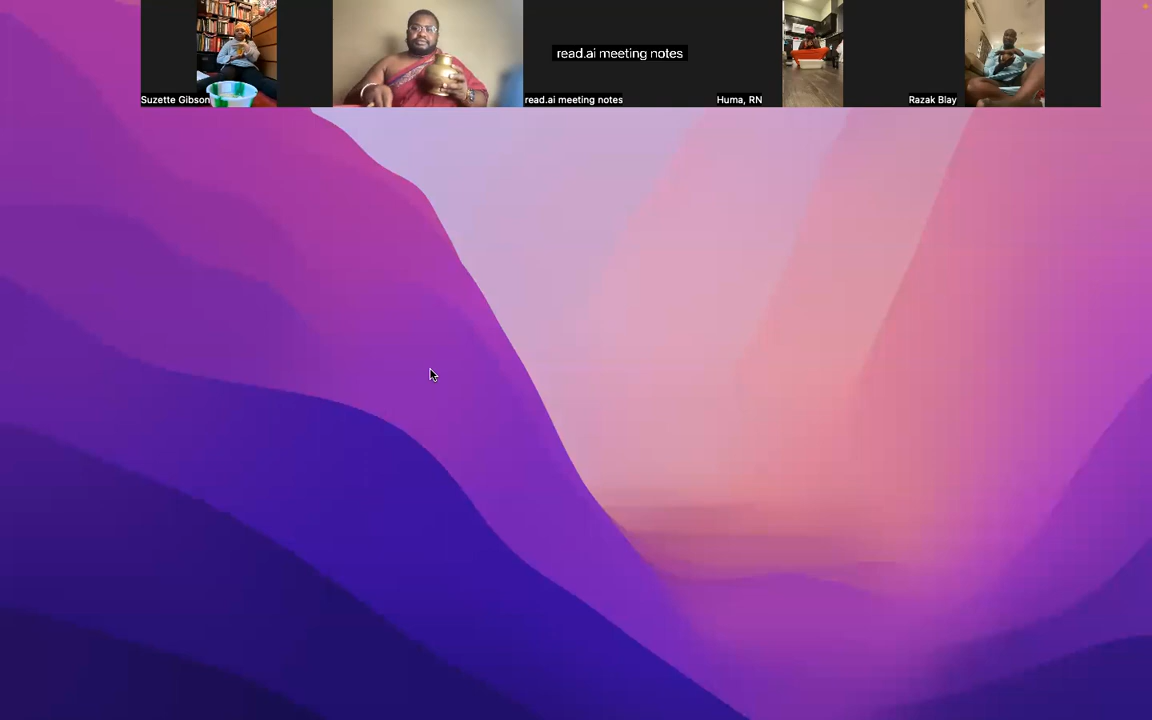 read.ai meeting notes
Suzette Gibson
read.ai meeting notes
Huma, RN
Razak Blay